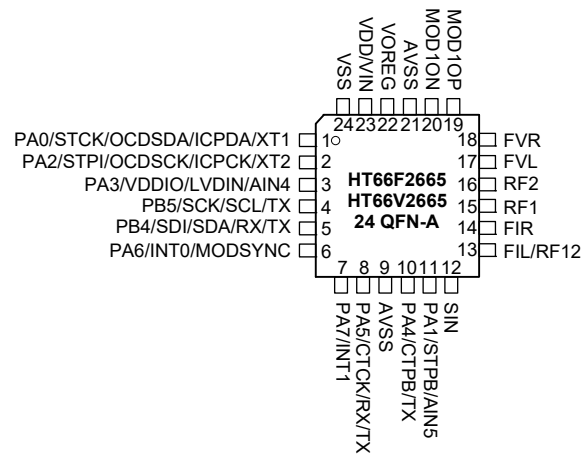 VSS
VDD/VIN
VOREG
AVSS
MOD1ON
MOD1OP
24 23 22 21 20 19
PA0/STCK/OCDSDA/ICPDA/XT1 1 18 FVR
PA2/STPI/OCDSCK/ICPCK/XT2 2 17 FVL
PA3/VDDIO/LVDIN/AIN4 3 HT66F2665 16 RF2
PB5/SCK/SCL/TX 4 HT66V2665 15 RF1
PB4/SDI/SDA/RX/TX 5 24 QFN-A 14 FIR
PA6/INT0/MODSYNC 6 13 FIL/RF12
7 8 9 10 11 12
PA7/INT1
PA5/CTCK/RX/TX
AVSS
PA4/CTPB/TX
PA1/STPB/AIN5
SIN